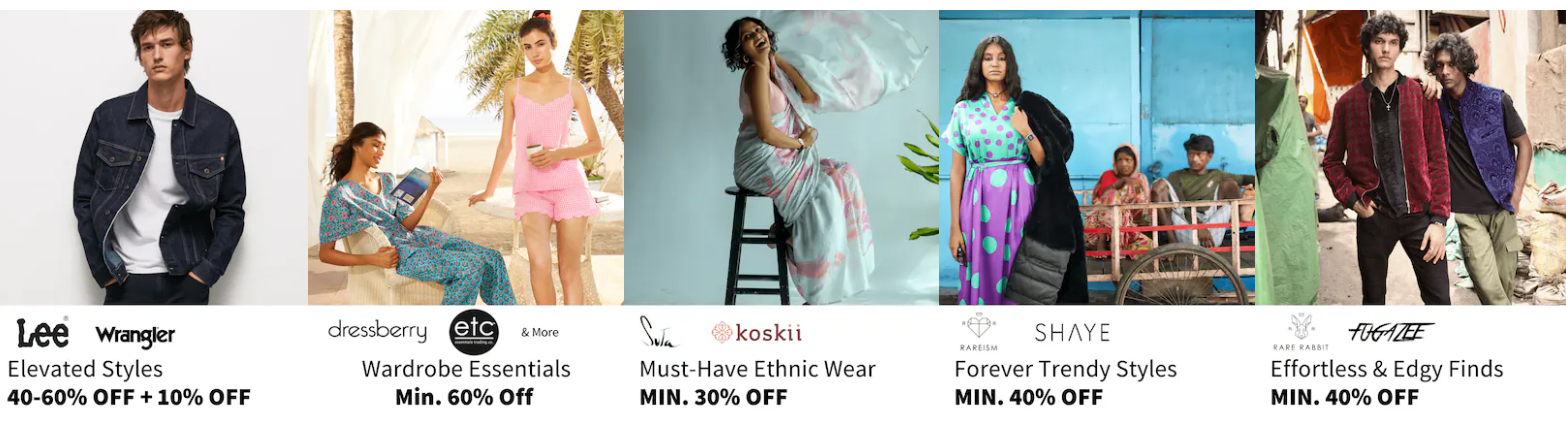 Lee Wrangler
Elevated Styles
40-60% OFF + 10% OFF
dressberry etc & More
essentials trading co.
Wardrobe Essentials
Min. 60% Off
Suta koskii
Must-Have Ethnic Wear
MIN. 30% OFF
RAREISM SHAYE
Forever Trendy Styles
MIN. 40% OFF
RARE RABBIT FUGAZEE
Effortless & Edgy Finds
MIN. 40% OFF